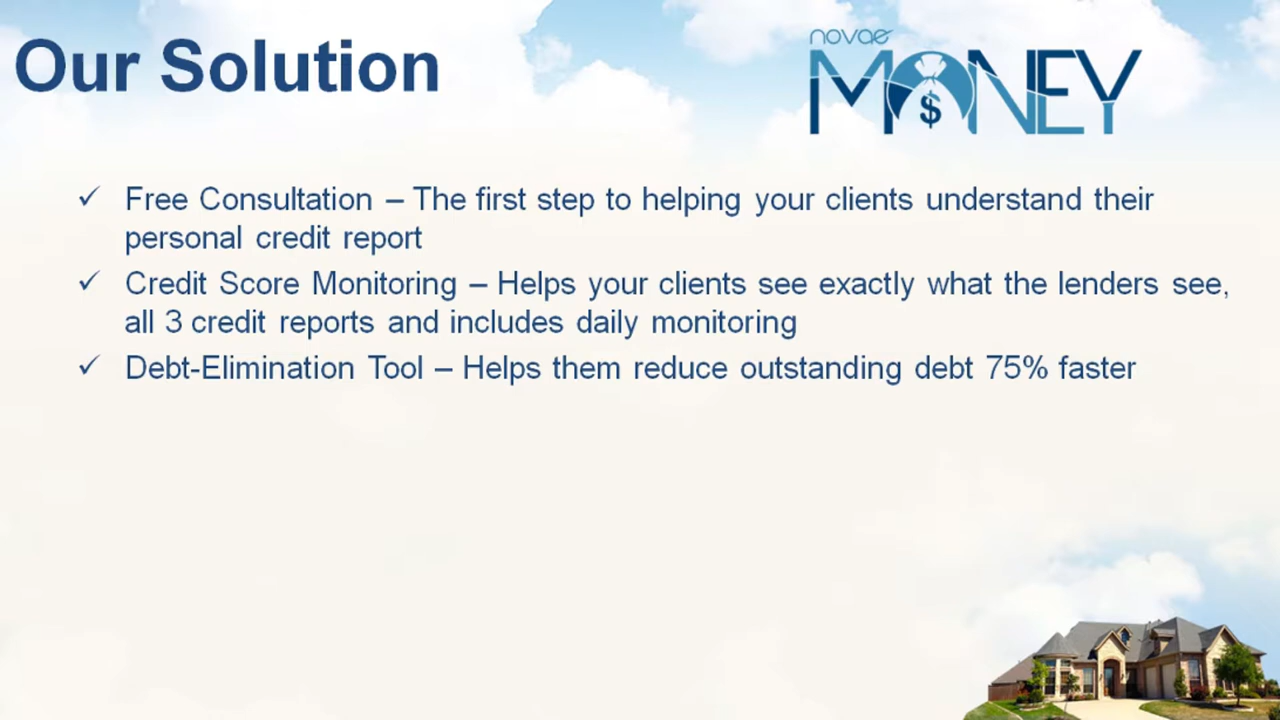 Our Solution
novae
MONEY
$
✓ Free Consultation – The first step to helping your clients understand their
personal credit report
✓ Credit Score Monitoring – Helps your clients see exactly what the lenders see,
all 3 credit reports and includes daily monitoring
✓ Debt-Elimination Tool – Helps them reduce outstanding debt 75% faster